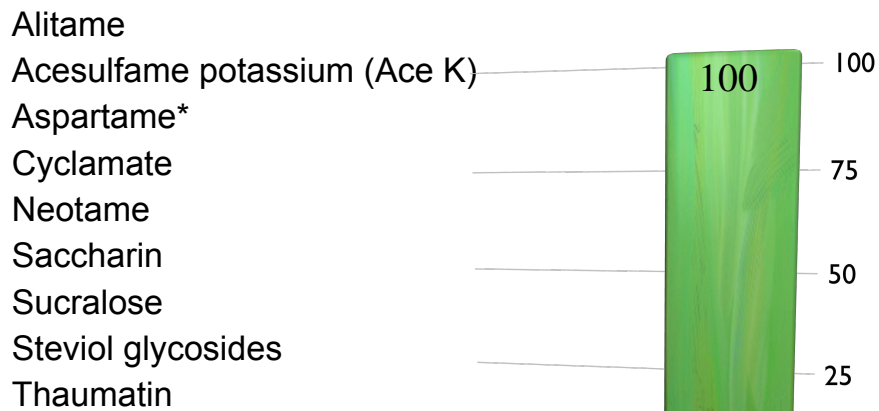 Alitame
Acesulfame potassium (Ace K)
Aspartame*
Cyclamate
Neotame
Saccharin
Sucralose
Steviol glycosides
Thaumatin
100
100
75
50
25